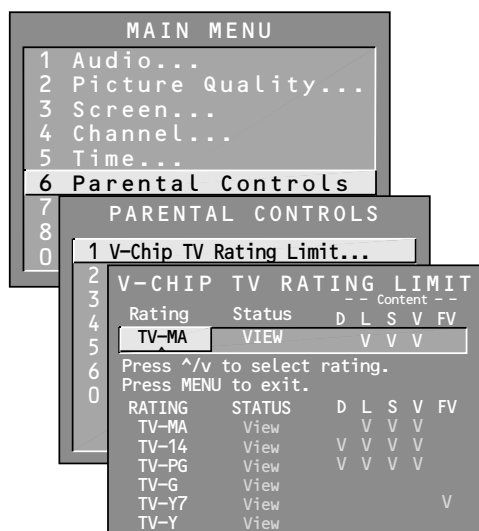 MAIN MENU
1 Audio...
2 Picture Quality...
3 Screen...
4 Channel...
5 Time...
6 Parental Controls
7
8
0
PARENTAL CONTROLS
1 V-Chip TV Rating Limit...
2
3
4
5
6
0
V-CHIP TV RATING LIMIT
-- Content --
Rating Status D L S V FV
TV-MA VIEW V V V
Press ^/v to select rating.
Press MENU to exit.
RATING STATUS D L S V FV
TV-MA View V V V
TV-14 View V V V V
TV-PG View V V V V
TV-G View
TV-Y7 View V
TV-Y View